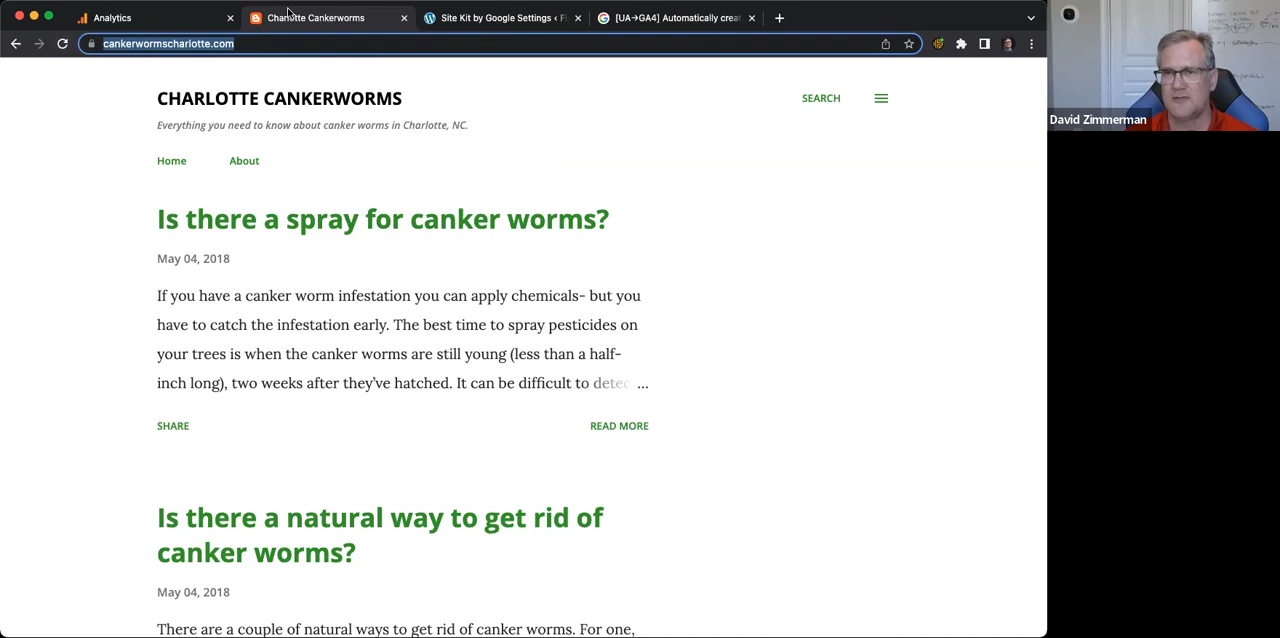 Analytics
Charlotte Cankerworms
Site Kit by Google Settings ‹ Fi
[UA→GA4] Automatically creat
cankerwormscharlotte.com
CHARLOTTE CANKERWORMS
SEARCH
Everything you need to know about canker worms in Charlotte, NC.
Home
About
Is there a spray for canker worms?
May 04, 2018
If you have a canker worm infestation you can apply chemicals- but you
have to catch the infestation early. The best time to spray pesticides on
your trees is when the canker worms are still young (less than a half-
inch long), two weeks after they've hatched. It can be difficult to detec ...
SHARE
READ MORE
Is there a natural way to get rid of
canker worms?
May 04, 2018
There are a couple of natural ways to get rid of canker worms. For one,
David Zimmerman